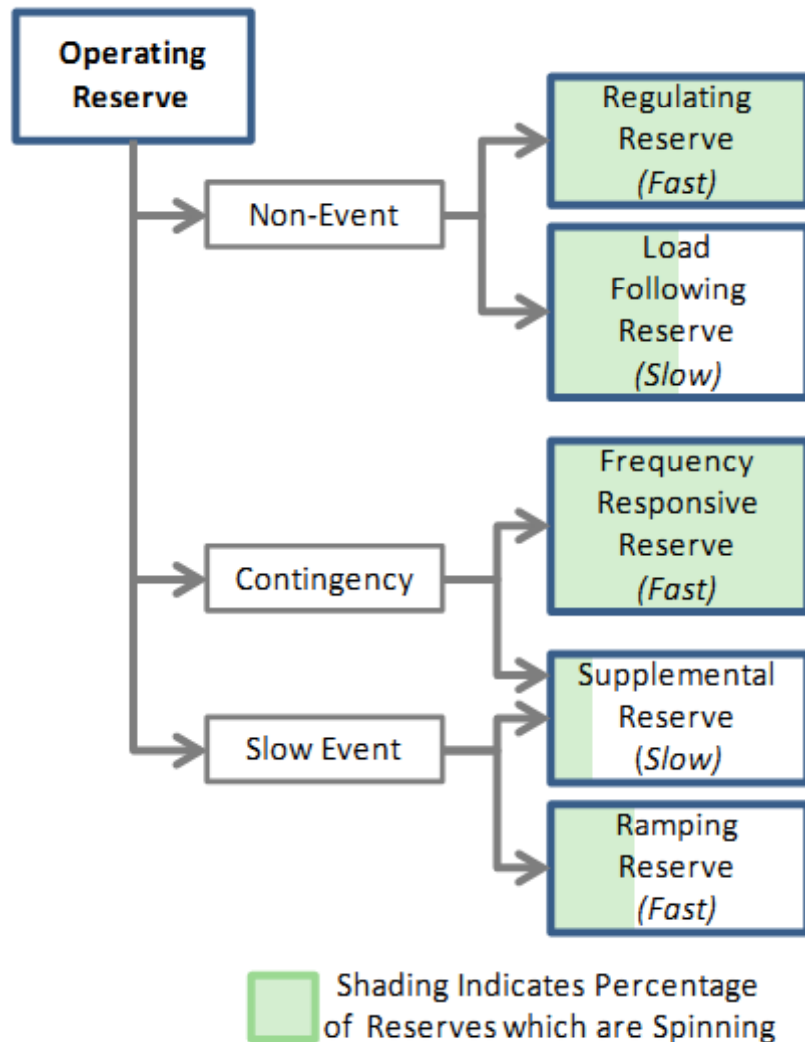 Operating
Reserve
Non-Event
Regulating
Reserve
(Fast)
Load
Following
Reserve
(Slow)
Contingency
Frequency
Responsive
Reserve
(Fast)
Supplemental
Reserve
(Slow)
Slow Event
Ramping
Reserve
(Fast)
Shading Indicates Percentage
of Reserves which are Spinning